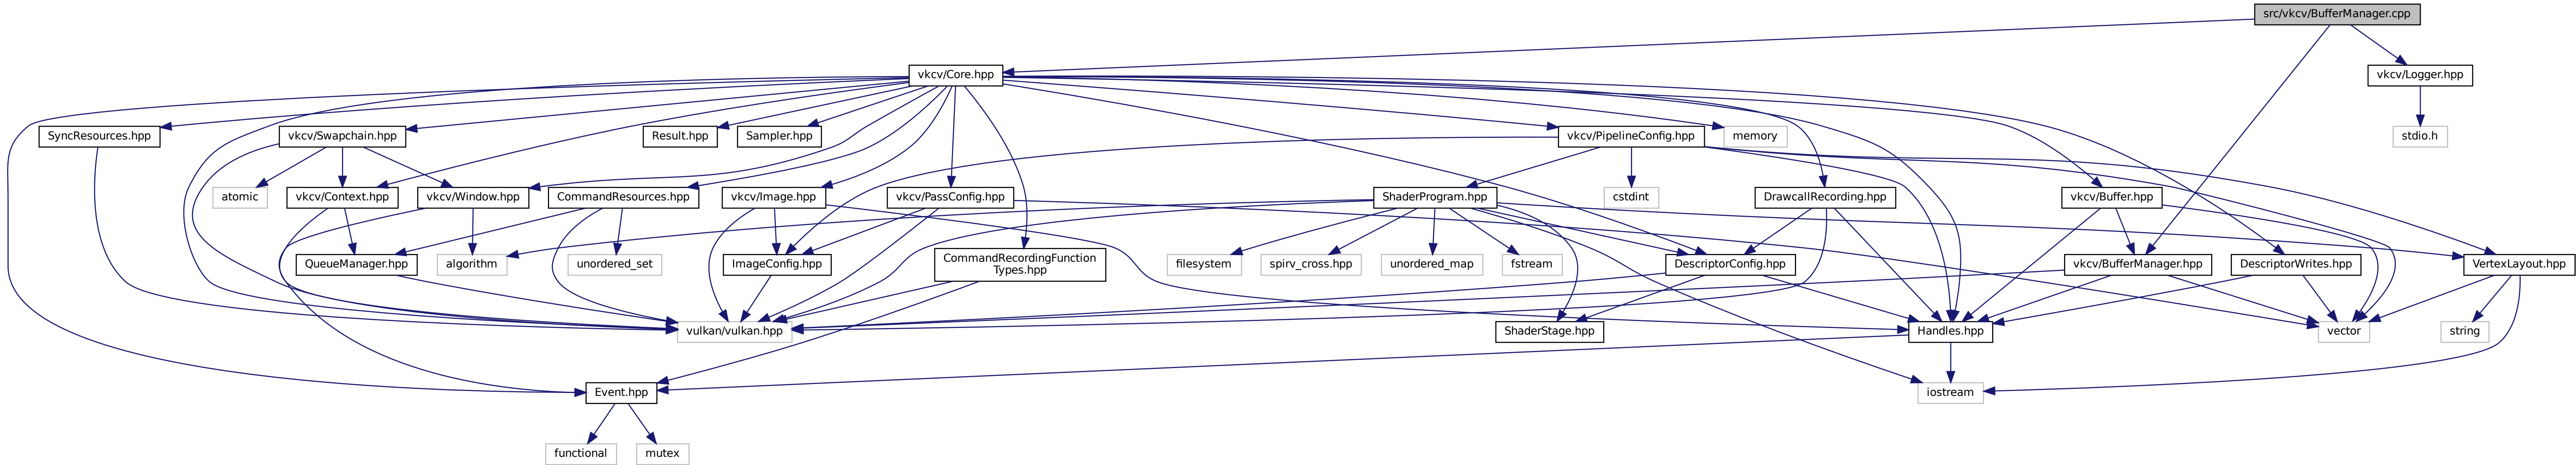 src/vkcv/BufferManager.cpp
vkcv/Core.hpp
vkcv/Logger.hpp
SyncResources.hpp
vkcv/Swapchain.hpp
Result.hpp
Sampler.hpp
vkcv/PipelineConfig.hpp
memory
stdio.h
atomic
vkcv/Context.hpp
vkcv/Window.hpp
CommandResources.hpp
vkcv/Image.hpp
vkcv/PassConfig.hpp
ShaderProgram.hpp
cstdint
DrawcallRecording.hpp
vkcv/Buffer.hpp
QueueManager.hpp
algorithm
unordered_set
ImageConfig.hpp
CommandRecordingFunction
Types.hpp
filesystem
spirv_cross.hpp
unordered_map
fstream
DescriptorConfig.hpp
vkcv/BufferManager.hpp
DescriptorWrites.hpp
VertexLayout.hpp
vulkan/vulkan.hpp
ShaderStage.hpp
Handles.hpp
vector
string
Event.hpp
iostream
functional
mutex